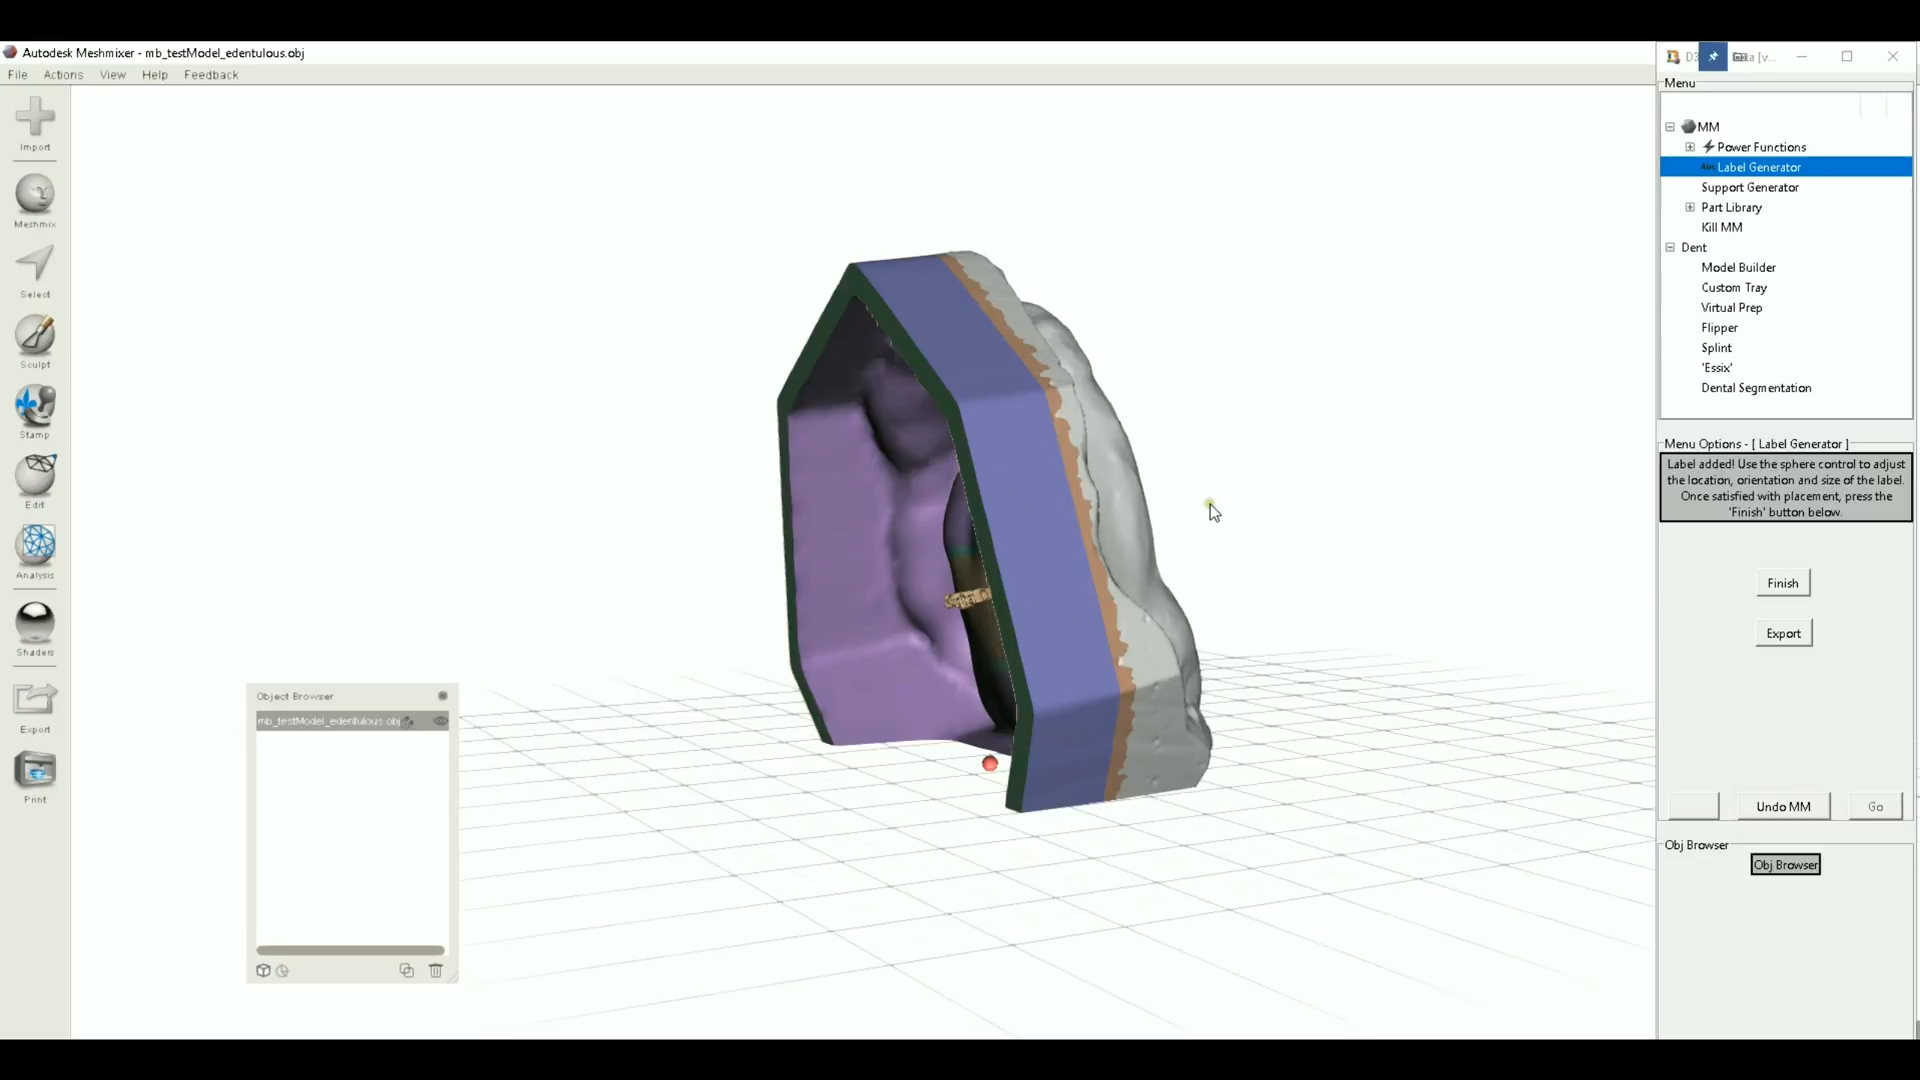 Autodesk Meshmixer - mb_testModel_edentulous.obj
File Actions View Help Feedback
Import
Meshmix
Select
Sculpt
Stamp
Edit
Analysis
Shaders
Export
Print
Object Browser
mb_testModel_edentulous.obj
Menu
MM
Power Functions
Abc Label Generator
Support Generator
Part Library
Kill MM
Dent
Model Builder
Custom Tray
Virtual Prep
Flipper
Splint
'Essix'
Dental Segmentation
Menu Options - [ Label Generator ]
Label added! Use the sphere control to adjust
the location, orientation and size of the label.
Once satisfied with placement, press the
'Finish' button below.
Finish
Export
Undo MM Go
Obj Browser
Obj Browser